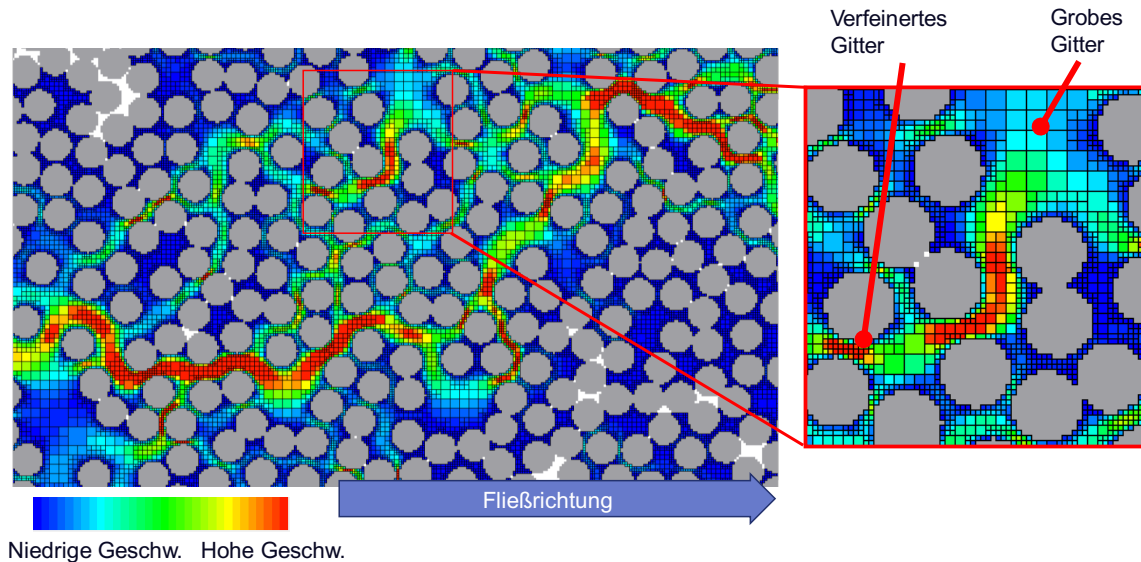 Verfeinertes
Gitter
Grobes
Gitter
Fließrichtung
Niedrige Geschw. Hohe Geschw.